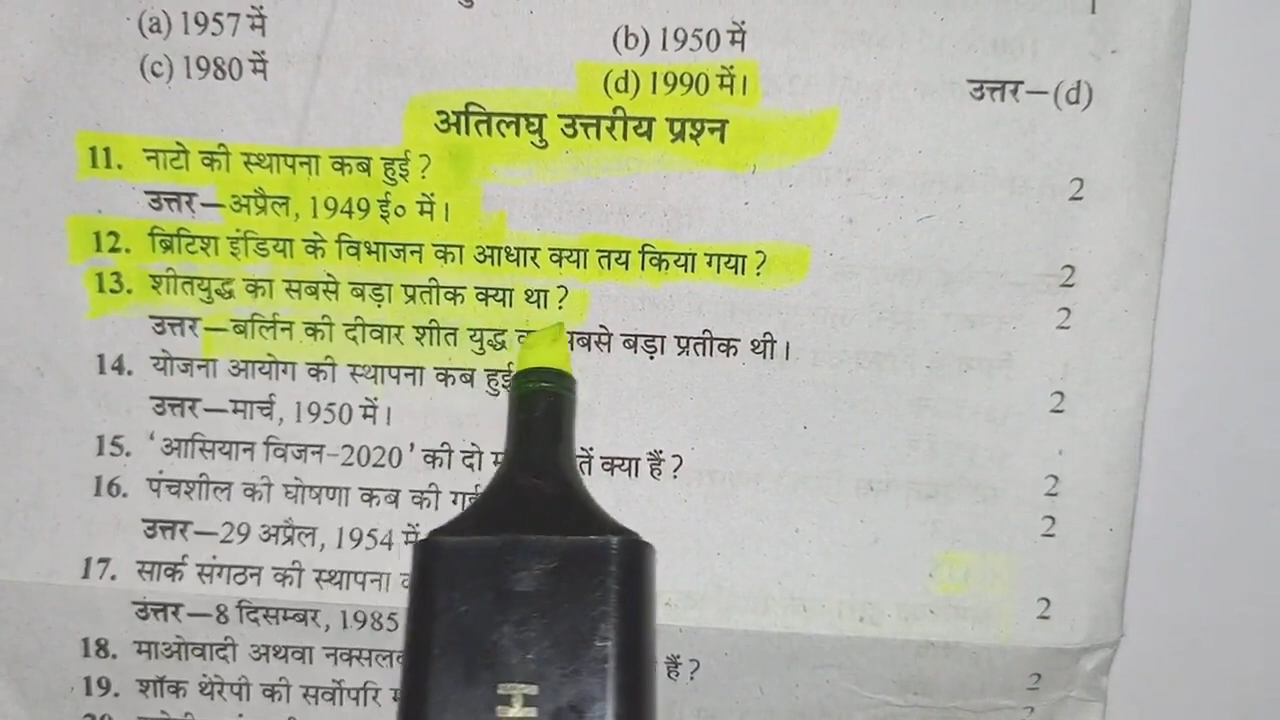 (a) 1957 में
(b) 1950 में
(c) 1980 में
(d) 1990 में।
उत्तर–(d)
अतिलघु उत्तरीय प्रश्न
11. नाटो की स्थापना कब हुई ? 2
उत्तर–अप्रैल, 1949 ई० में।
12. ब्रिटिश इंडिया के विभाजन का आधार क्या तय किया गया ? 2
13. शीतयुद्ध का सबसे बड़ा प्रतीक क्या था ? 2
उत्तर–बर्लिन की दीवार शीत युद्ध बड़ा प्रतीक थी।
14. योजना आयोग की स्थापना कब हुई 2
उत्तर–मार्च, 1950 में।
15. 'आसियान विजन-2020' की दो क्या हैं ? 2
16. पंचशील की घोषणा कब की 2
उत्तर–29 अप्रैल, 1954 में
17. सार्क संगठन की स्थापना 2
उत्तर–8 दिसम्बर, 1985
18. माओवादी अथवा हैं ? 2
19. शॉक थेरेपी की सर्वोपरि
H